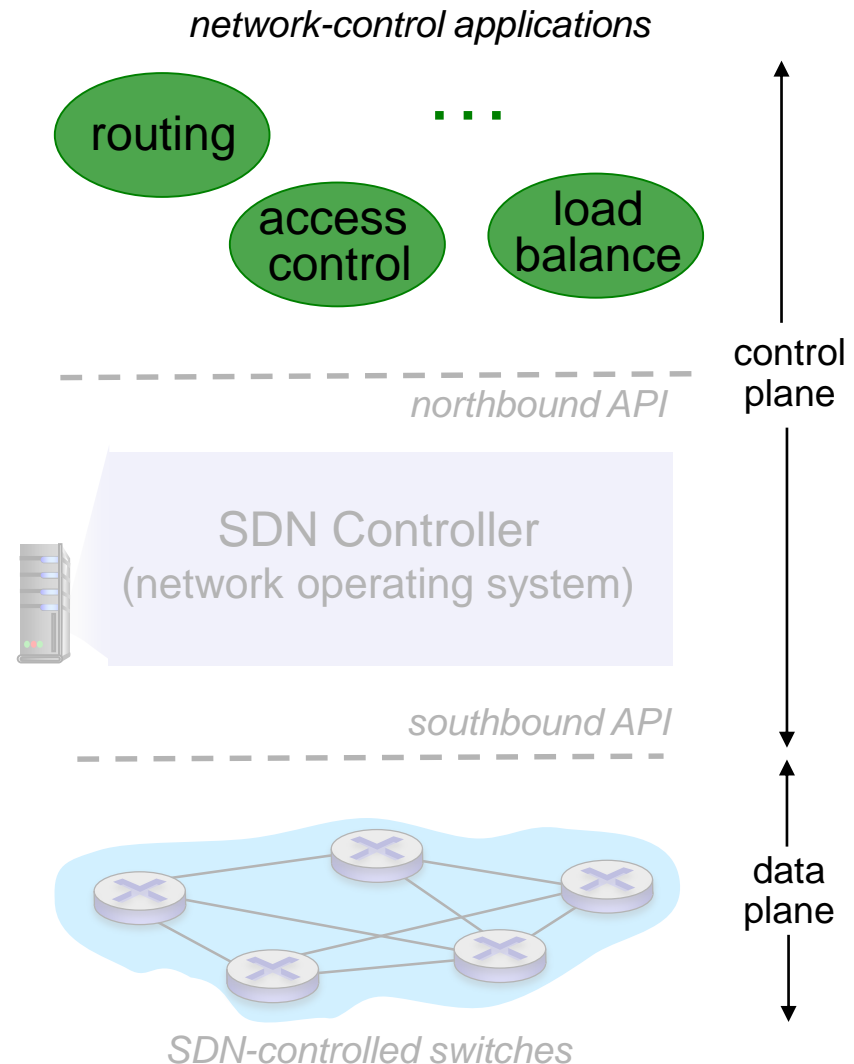 network-control applications
routing
...
access
control
load
balance
control
plane
northbound API
SDN Controller
(network operating system)
southbound API
data
plane
SDN-controlled switches